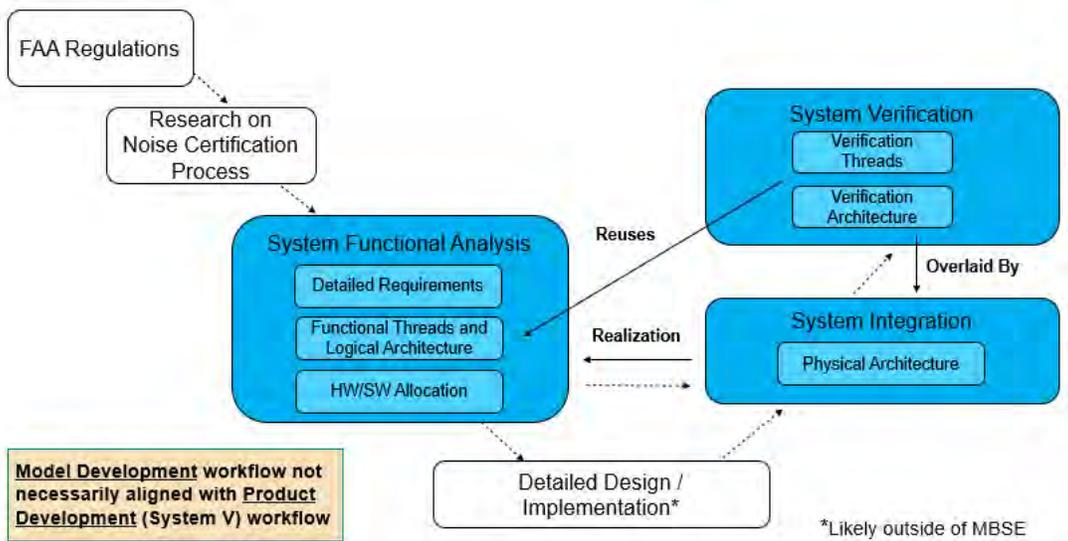 FAA Regulations
Research on
Noise Certification
Process
System Functional Analysis
Detailed Requirements
Functional Threads and
Logical Architecture
HW/SW Allocation
System Verification
Verification
Threads
Verification
Architecture
Reuses
Overlaid By
System Integration
Physical Architecture
Realization
Detailed Design /
Implementation*
Model Development workflow not
necessarily aligned with Product
Development (System V) workflow
*Likely outside of MBSE